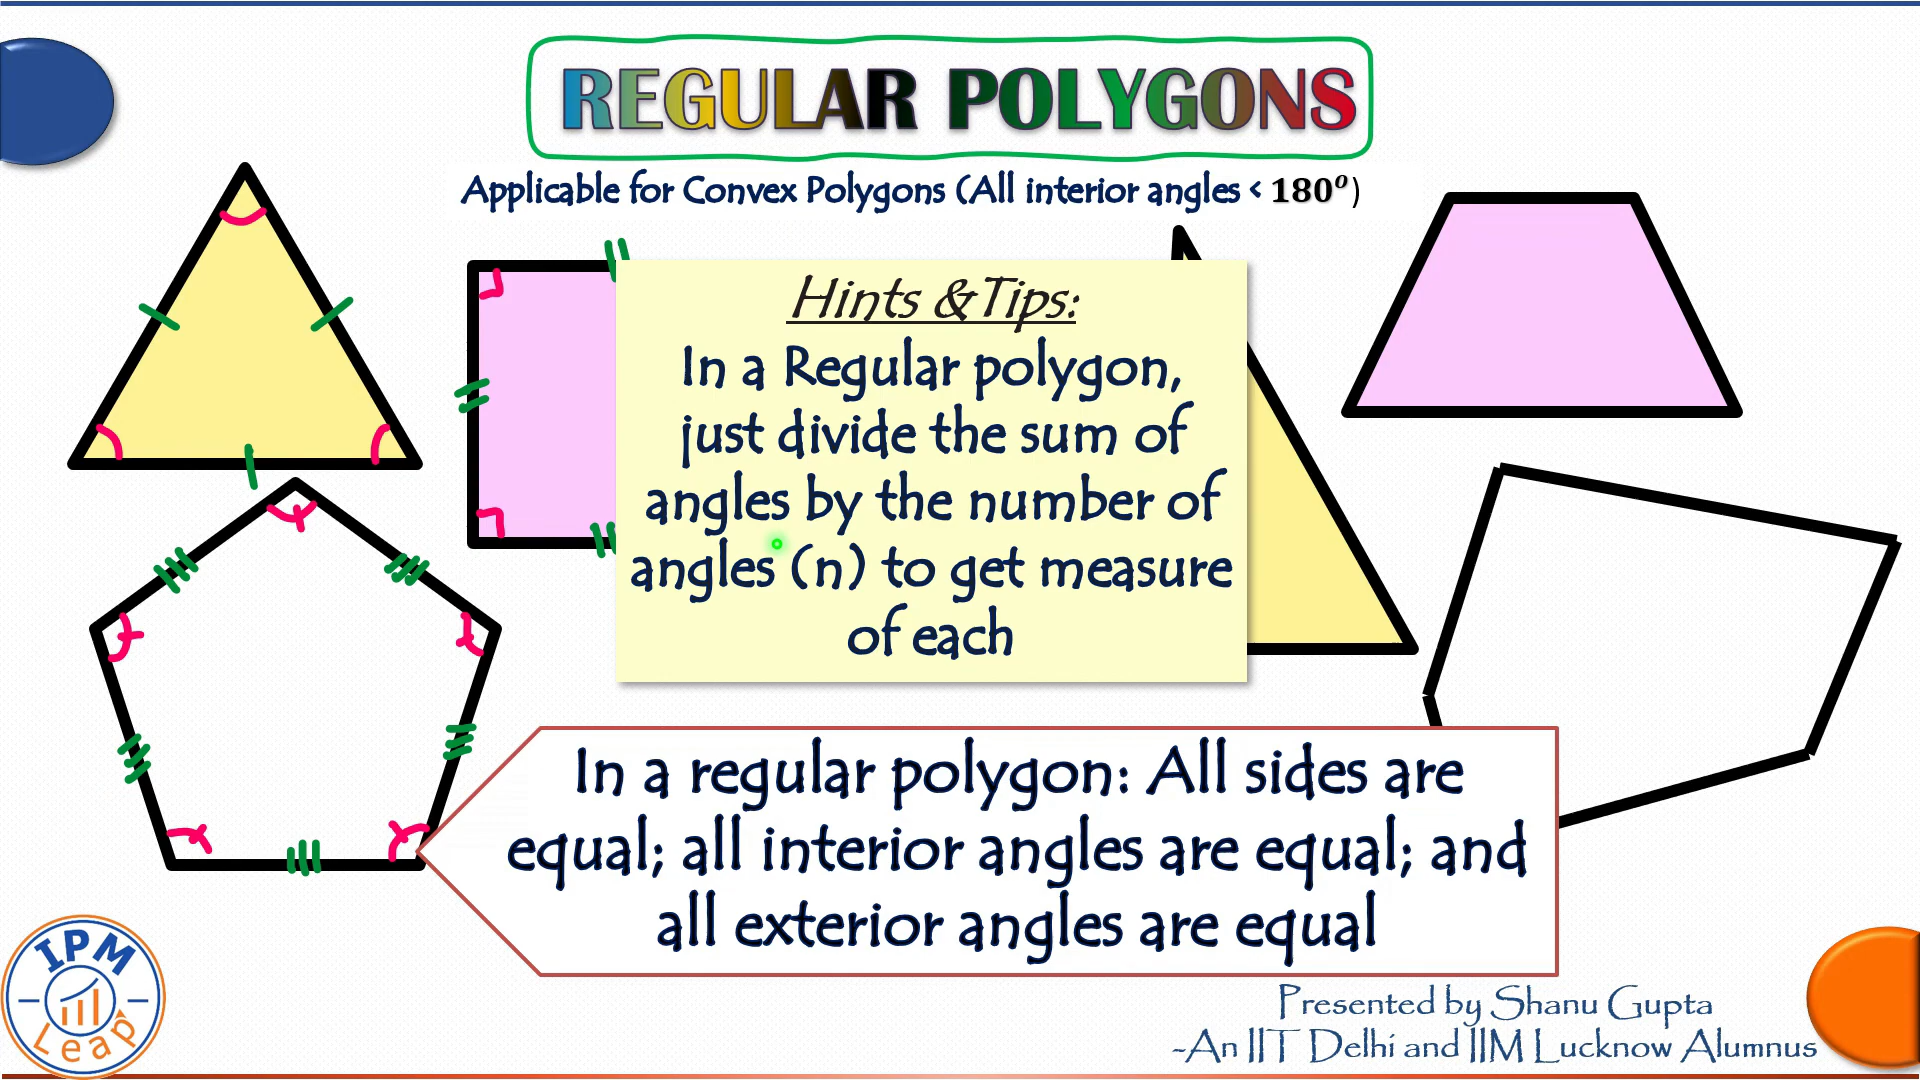 REGULAR POLYGONS
Applicable for Convex Polygons (All interior angles < 180º)
Hints &Tips:
In a Regular polygon,
just divide the sum of
angles by the number of
angles (n) to get measure
of each
In a regular polygon: All sides are
equal; all interior angles are equal; and
all exterior angles are equal
IPM
Leap
Presented by Shanu Gupta
-An IIT Delhi and IIM Lucknow Alumnus